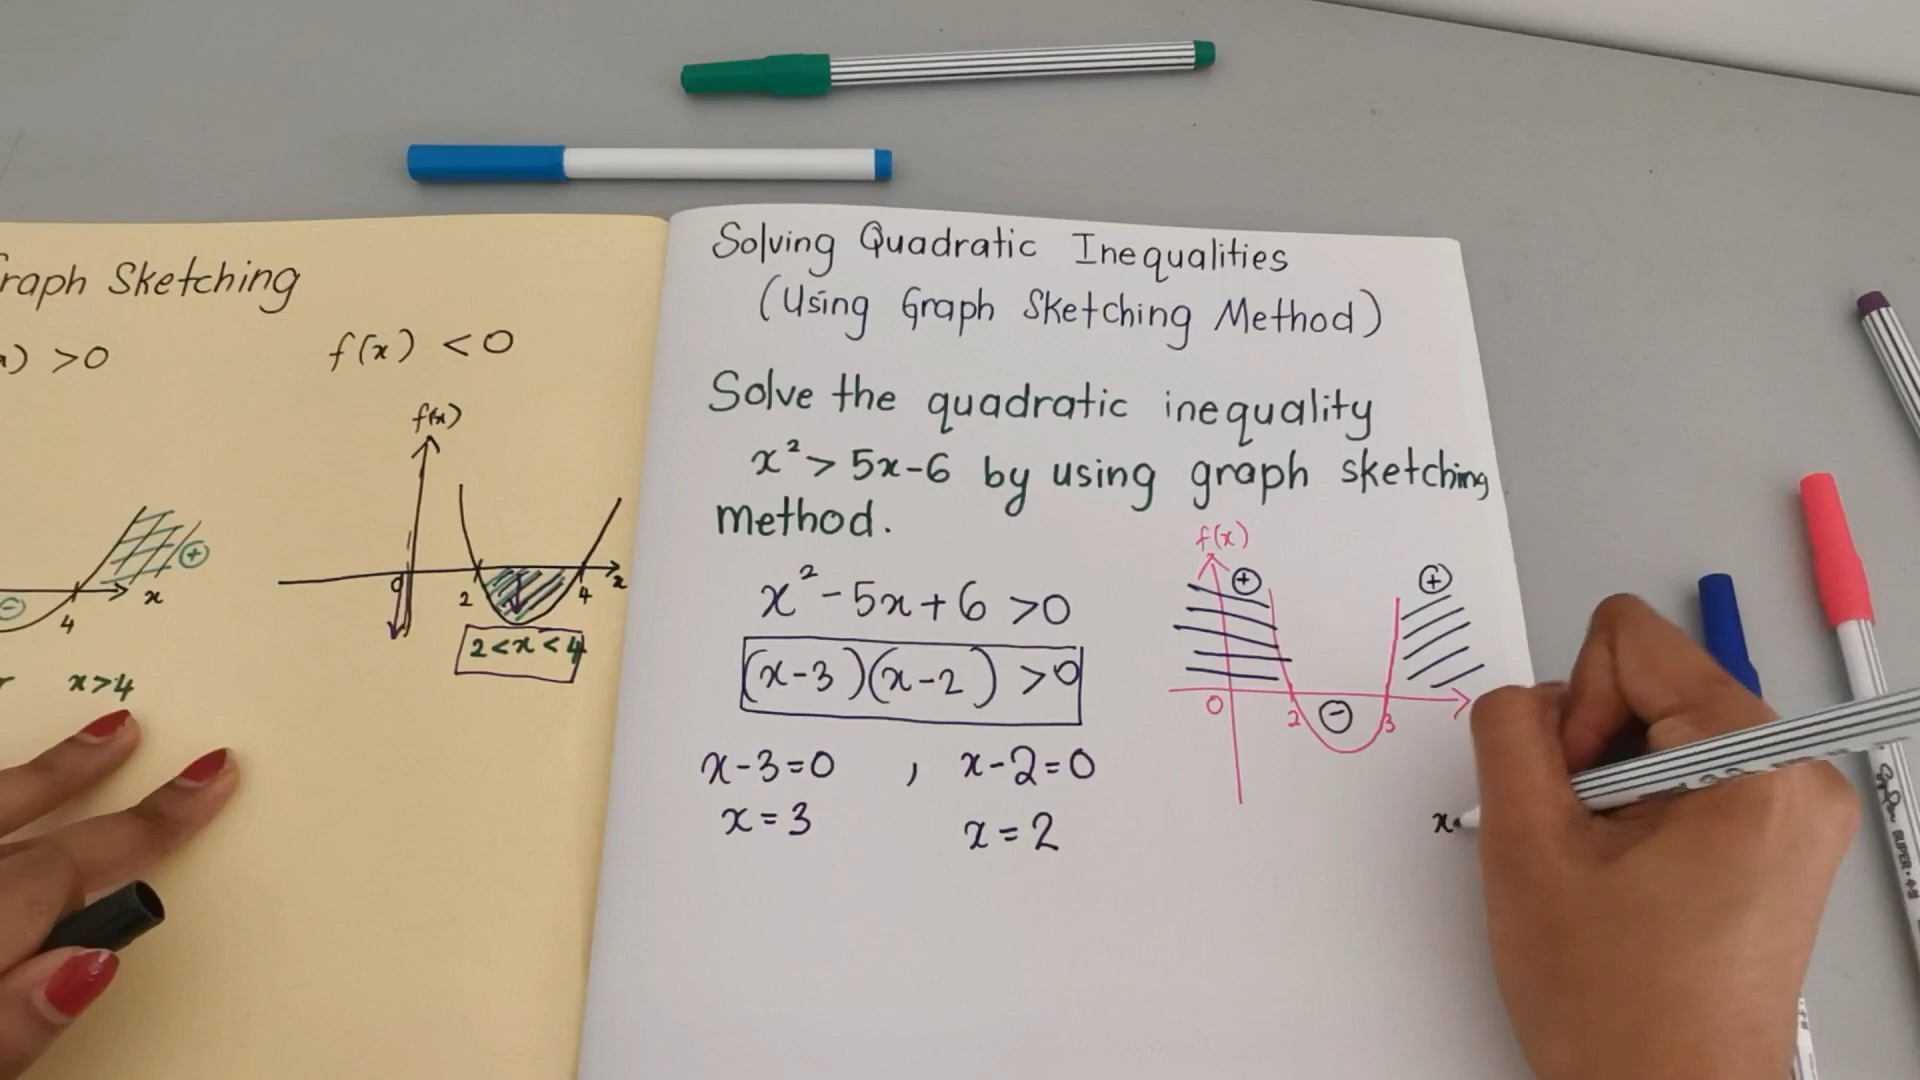 raph Sketching
x) >0
f(x) <0
f(x)
+
0
2
4
x
−
4
x
2<x<4
x>4
Solving Quadratic Inequalities
(Using Graph Sketching Method)
Solve the quadratic inequality
x²>5x-6 by using graph sketching
method.
x²-5x+6 >0
(x-3)(x-2) >0
x-3=0 , x-2=0
x=3 x=2
f(x)
+ +
0 2 − 3
x
SUPER